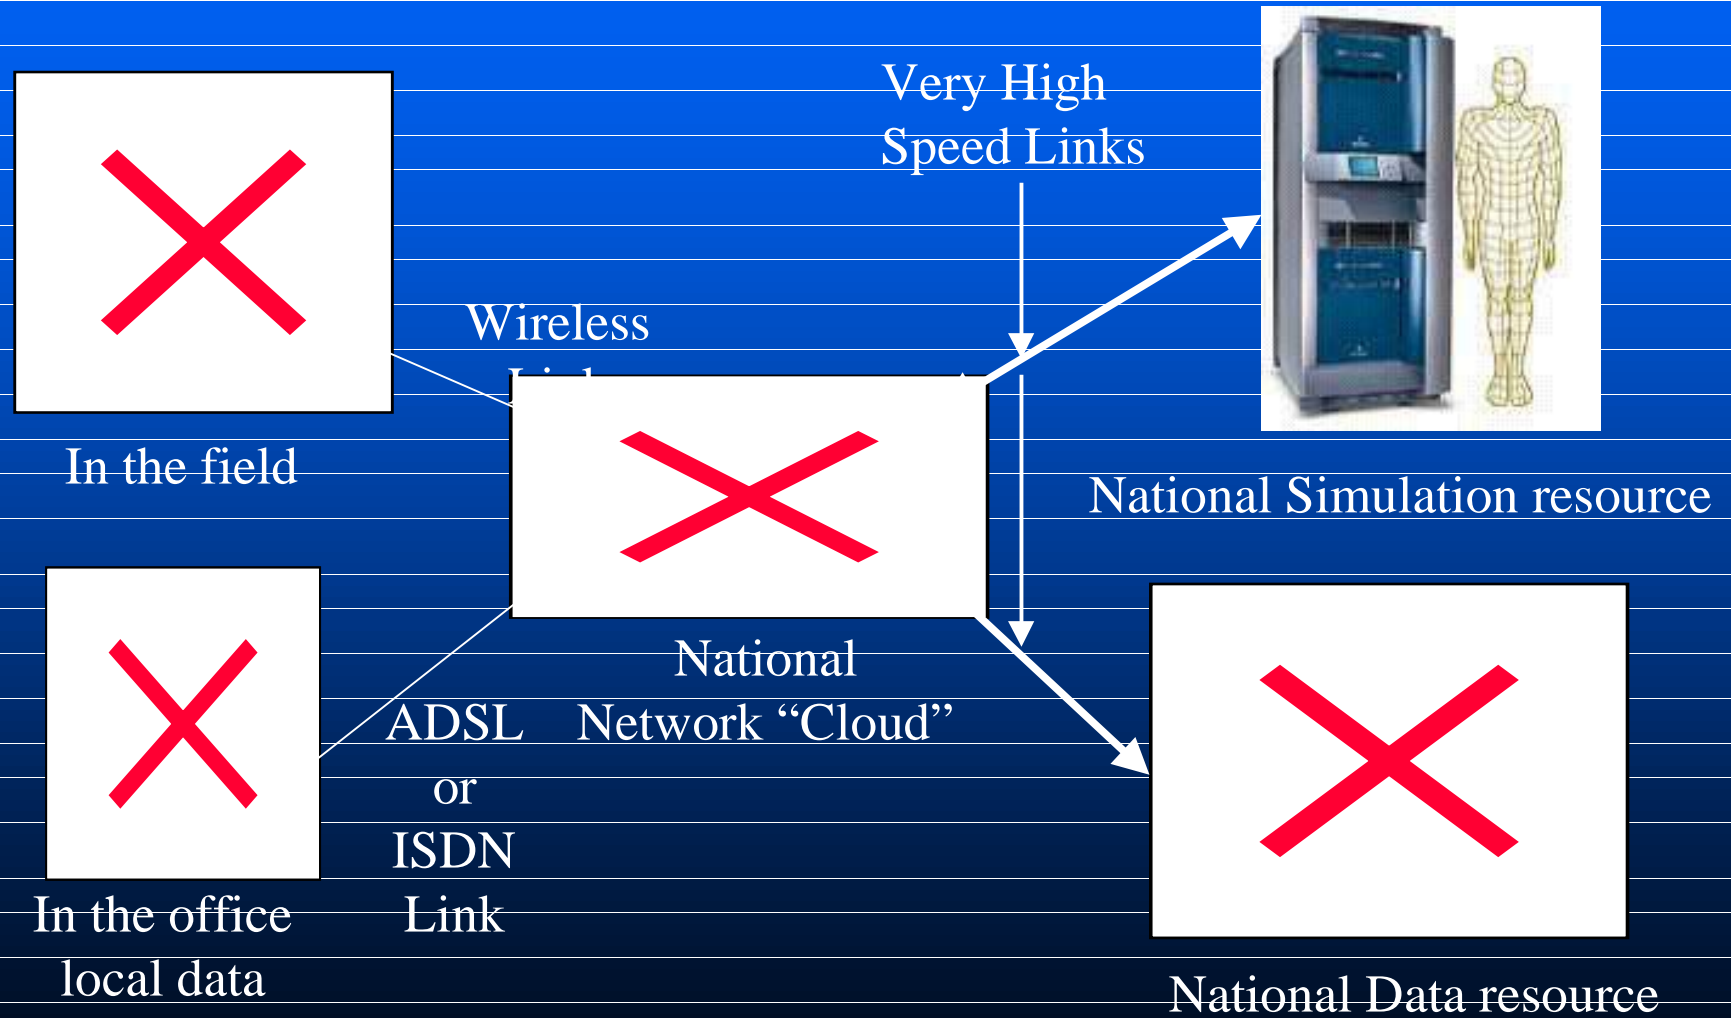 Very High
Speed Links
Wireless
In the field
National Simulation resource
National
Network “Cloud”
ADSL
or
ISDN
Link
In the office
local data
National Data resource